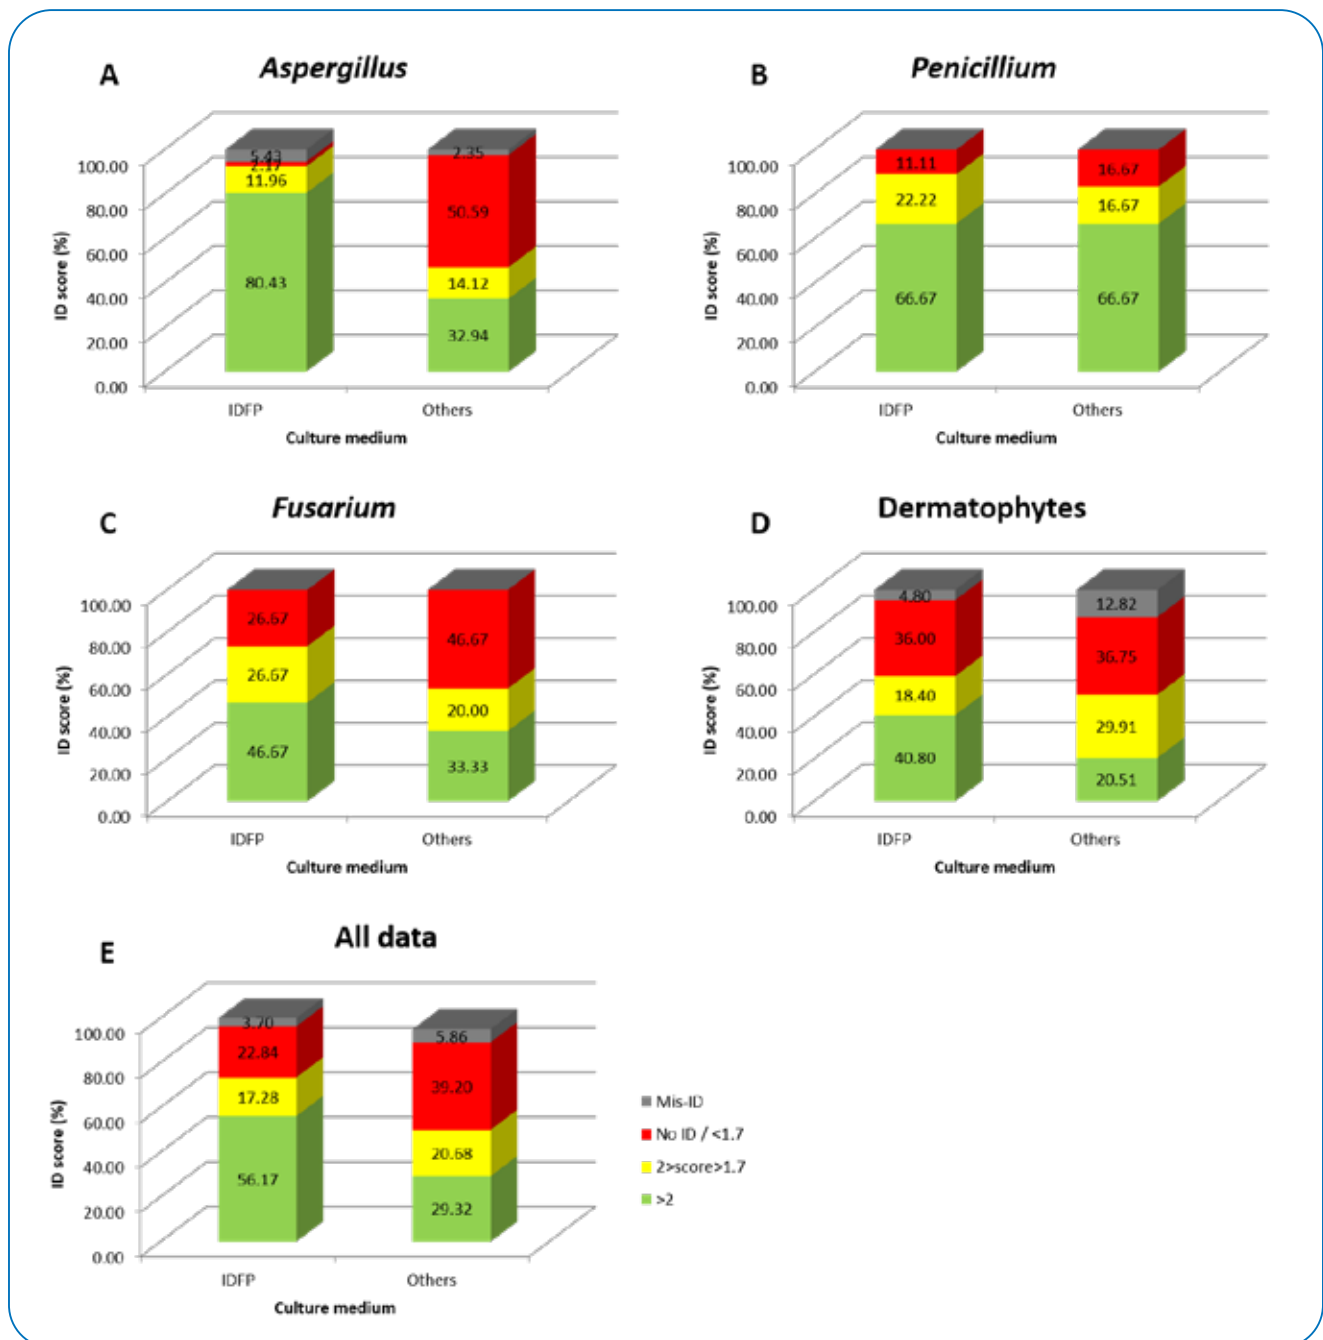 A
Aspergillus
100.00
80.00
60.00
40.00
20.00
0.00
ID score (%)
5.43
2.17
11.96
80.43
2.35
50.59
14.12
32.94
IDFP
Others
Culture medium
B
Penicillium
100.00
80.00
60.00
40.00
20.00
0.00
ID score (%)
11.11
22.22
66.67
16.67
16.67
66.67
IDFP
Others
Culture medium
C
Fusarium
100.00
80.00
60.00
40.00
20.00
0.00
ID score (%)
26.67
26.67
46.67
46.67
20.00
33.33
IDFP
Others
Culture medium
D
Dermatophytes
100.00
80.00
60.00
40.00
20.00
0.00
ID score (%)
4.80
36.00
18.40
40.80
12.82
36.75
29.91
20.51
IDFP
Others
Culture medium
E
All data
100.00
80.00
60.00
40.00
20.00
0.00
ID score (%)
3.70
22.84
17.28
56.17
5.86
39.20
20.68
29.32
IDFP
Others
Culture medium
Mis-ID
No ID / <1.7
2>score>1.7
>2